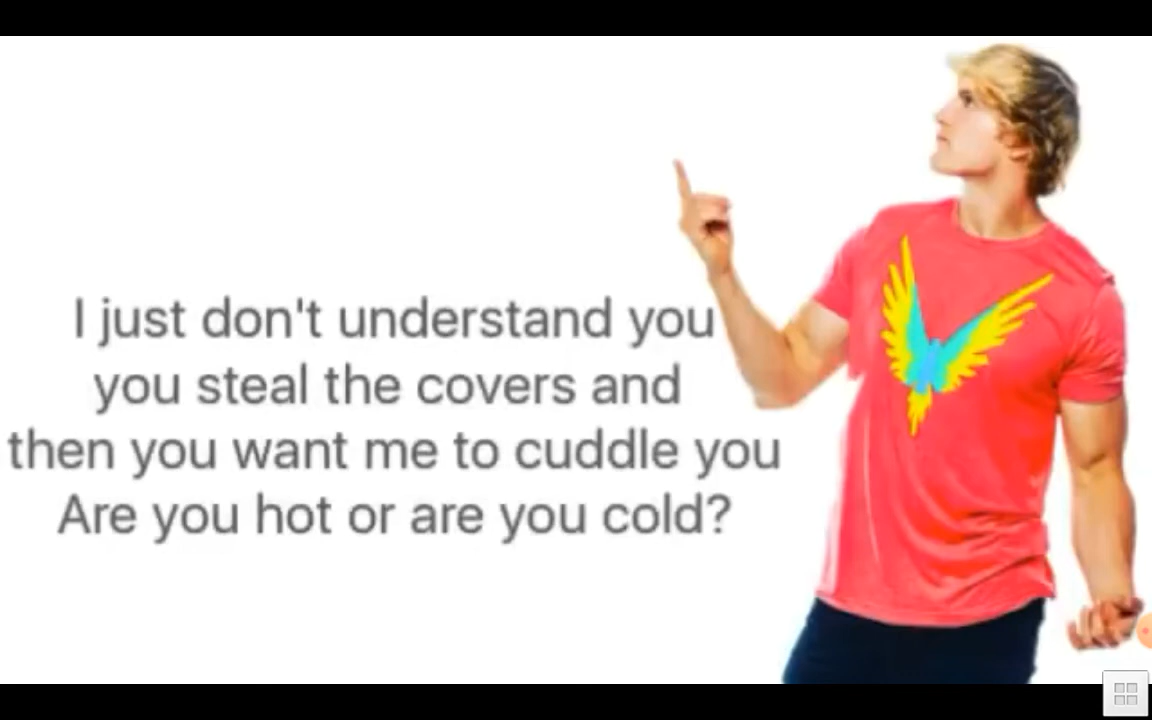 I just don't understand you
you steal the covers and
then you want me to cuddle you
Are you hot or are you cold?